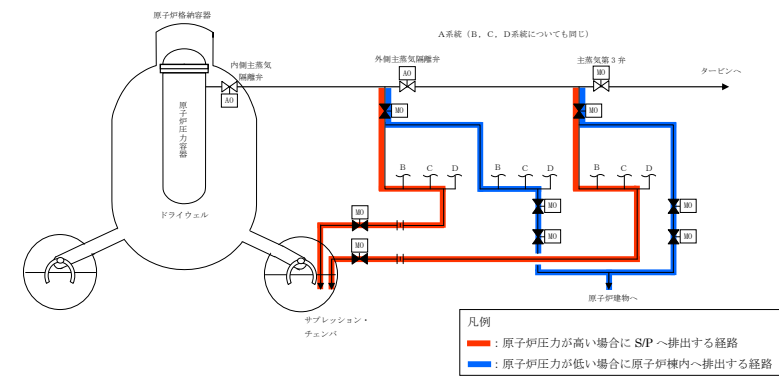 原子炉格納容器
A系統（B，C，D系統についても同じ）
内側主蒸気
隔離弁
外側主蒸気隔離弁
主蒸気第3弁
タービンへ
AO
AO
MO
MO
MO
原子炉圧力容器
B
C
D
B
C
D
B
C
D
ドライウェル
MO
MO
MO
MO
MO
MO
原子炉建物へ
サプレッション・
チェンバ
凡例
：原子炉圧力が高い場合に S/P へ排出する経路
：原子炉圧力が低い場合に原子炉棟内へ排出する経路